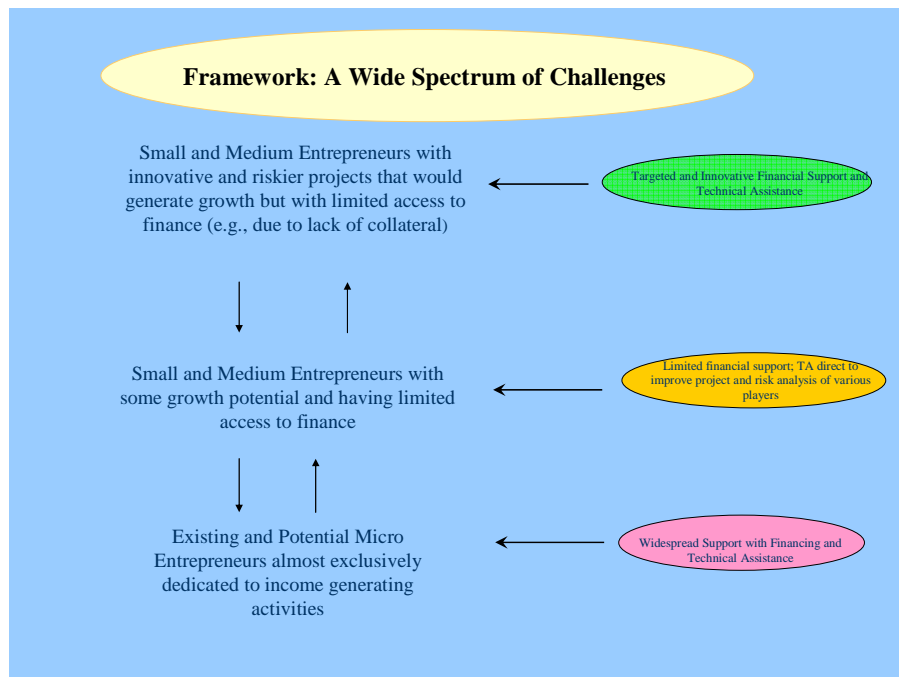 Framework: A Wide Spectrum of Challenges
Small and Medium Entrepreneurs with
innovative and riskier projects that would
generate growth but with limited access to
finance (e.g., due to lack of collateral)
Targeted and Innovative Financial Support and
Technical Assistance
Small and Medium Entrepreneurs with
some growth potential and having limited
access to finance
Limited financial support; TA direct to
improve project and risk analysis of various
players
Existing and Potential Micro
Entrepreneurs almost exclusively
dedicated to income generating
activities
Widespread Support with Financing and
Technical Assistance